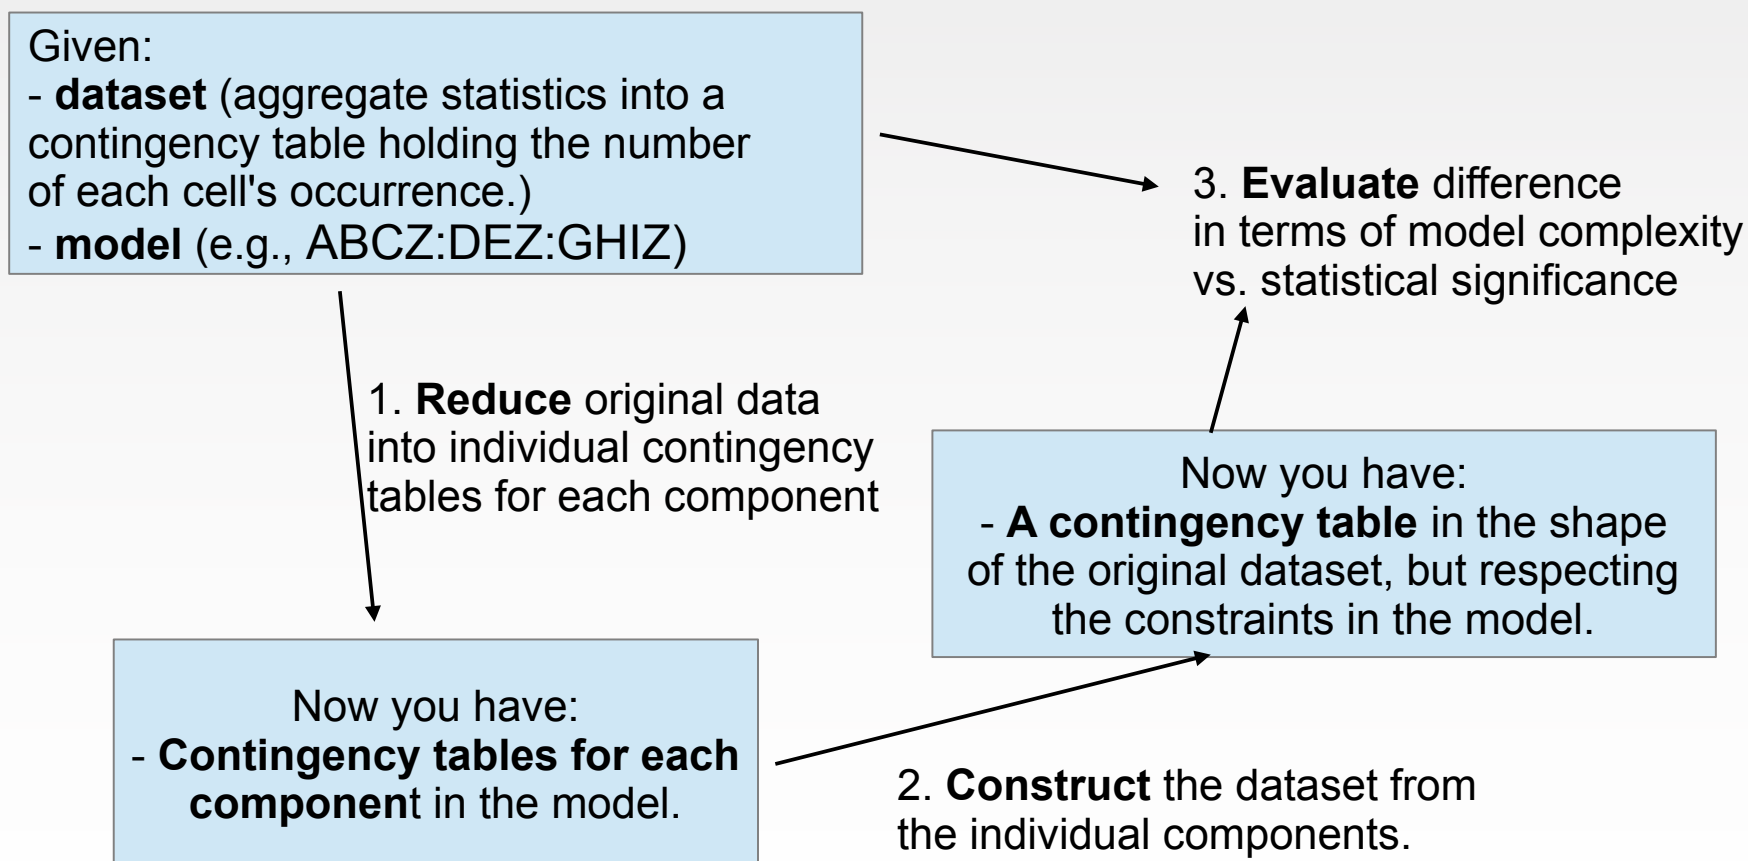 Given:
- dataset (aggregate statistics into a
contingency table holding the number
of each cell's occurrence.)
- model (e.g., ABCZ:DEZ:GHIZ)
3. Evaluate difference
in terms of model complexity
vs. statistical significance
1. Reduce original data
into individual contingency
tables for each component
Now you have:
- A contingency table in the shape
of the original dataset, but respecting
the constraints in the model.
Now you have:
- Contingency tables for each
component in the model.
2. Construct the dataset from
the individual components.